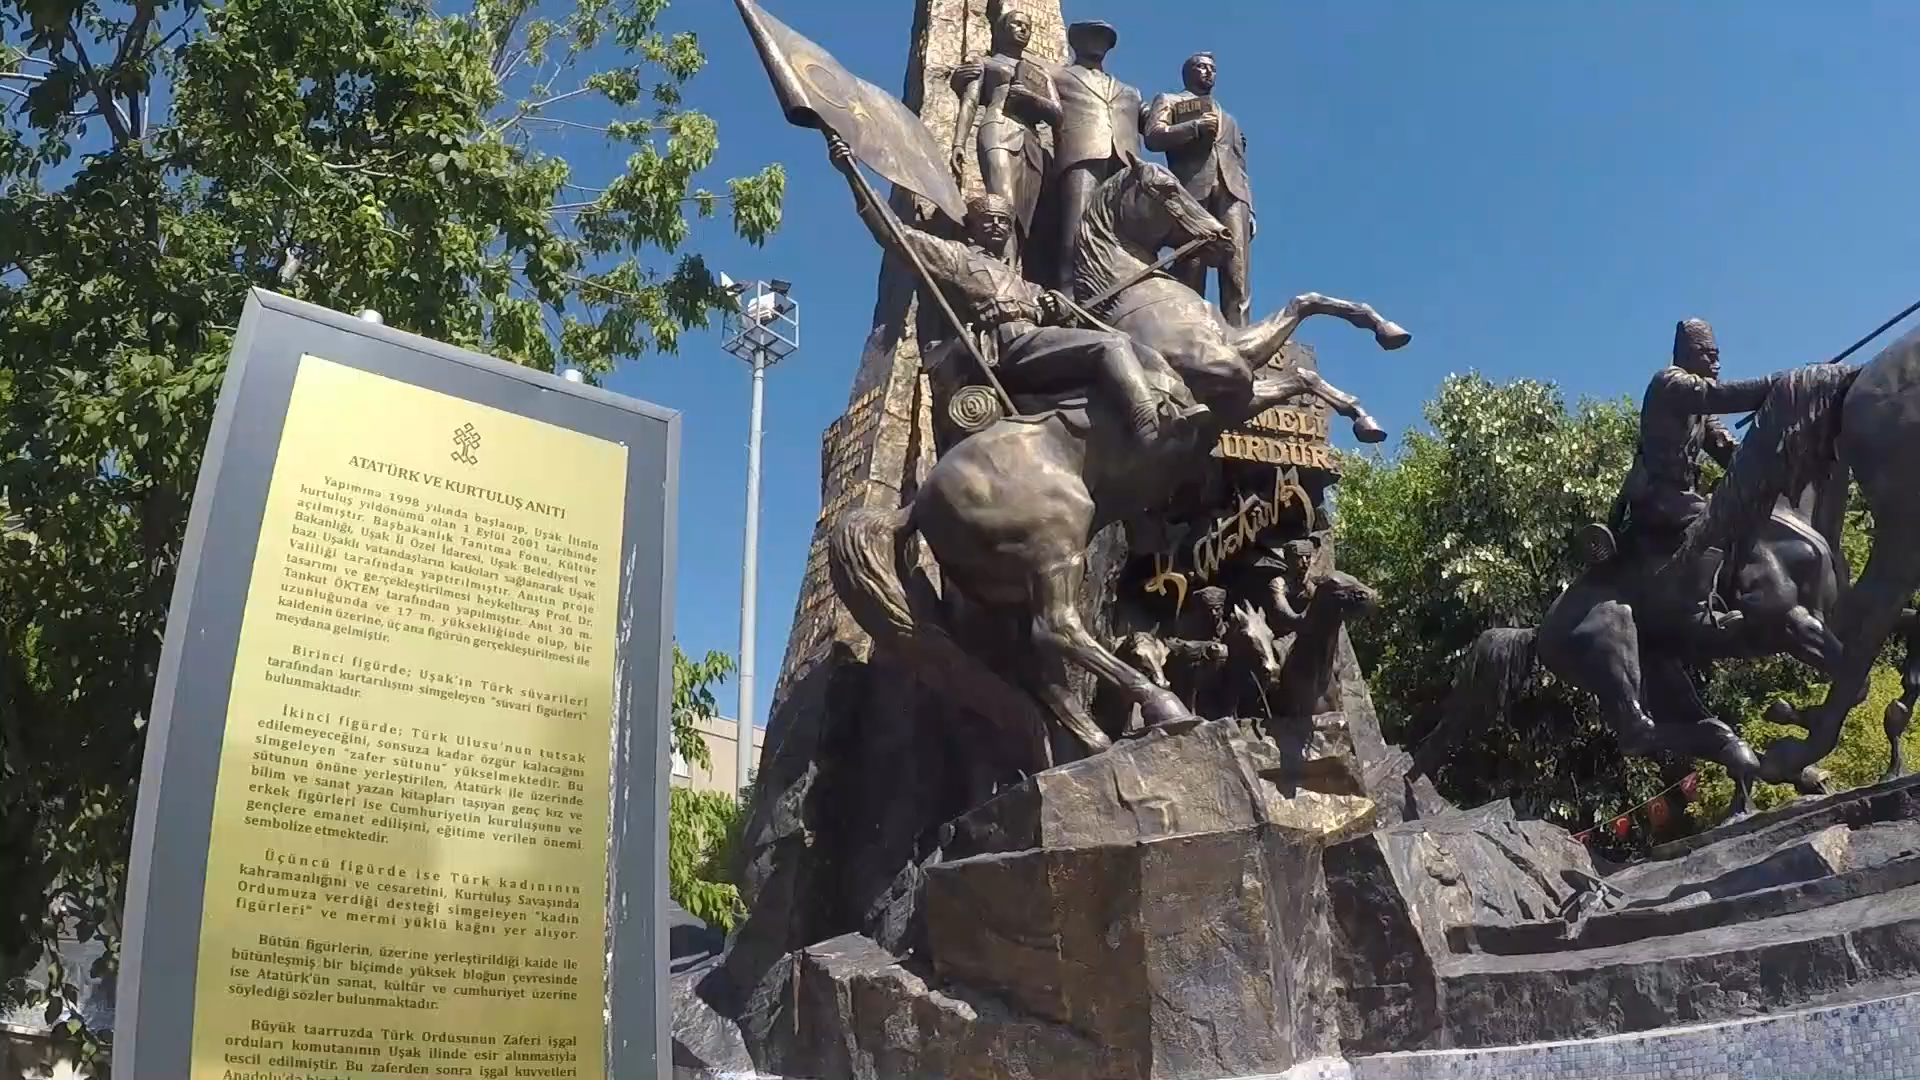 ATATÜRK VE KURTULUŞ ANITI
Yapımına 1998 yılında başlanıp, Uşak İlinin
kurtuluş yıldönümü olan 1 Eylül 2001 tarihinde
açılmıştır. Başbakanlık Tanıtma Fonu, Kültür
Bakanlığı, Uşak İl Özel İdaresi, Uşak Belediyesi ve
bazı Uşaklı vatandaşların katkıları sağlanarak Uşak
Valiliği tarafından yaptırılmıştır. Anıtın proje
tasarımı ve gerçekleştirilmesi heykeltıraş Prof. Dr.
Tankut ÖKTEM tarafından yapılmıştır. Anıt 30 m.
uzunluğunda ve 17 m. yüksekliğinde olup, bir
kaidenin üzerine, üç ana figürün gerçekleştirilmesi ile
meydana gelmiştir.
Birinci figürde; Uşak'ın Türk süvarileri
tarafından kurtarılışını simgeleyen "süvari figürleri"
bulunmaktadır.
İkinci figürde; Türk Ulusu'nun tutsak
edilemeyeceğini, sonsuza kadar özgür kalacağını
simgeleyen "zafer sütunu" yükselmektedir. Bu
sütunun önüne yerleştirilen, Atatürk ile üzerinde
bilim ve sanat yazan kitapları taşıyan genç kız ve
erkek figürleri ise Cumhuriyetin kuruluşunu ve
gençlere emanet edilişini, eğitime verilen önemi
sembolize etmektedir.
Üçüncü figürde ise Türk kadınının
kahramanlığını ve cesaretini, Kurtuluş Savaşında
Ordumuza verdiği desteği simgeleyen "kadın
figürleri" ve mermi yüklü kağnı yer alıyor.
Bütün figürlerin, üzerine yerleştirildiği kaide ile
bütünleşmiş bir biçimde yüksek bloğun çevresinde
ise Atatürk'ün sanat, kültür ve cumhuriyet üzerine
söylediği sözler bulunmaktadır.
Büyük taarruzda Türk Ordusunun Zaferi işgal
orduları komutanının Uşak ilinde esir alınmasıyla
tescil edilmiştir. Bu zaferden sonra işgal kuvvetleri
BİLİM
MELİ
ÜRDÜR
K. Atatürk